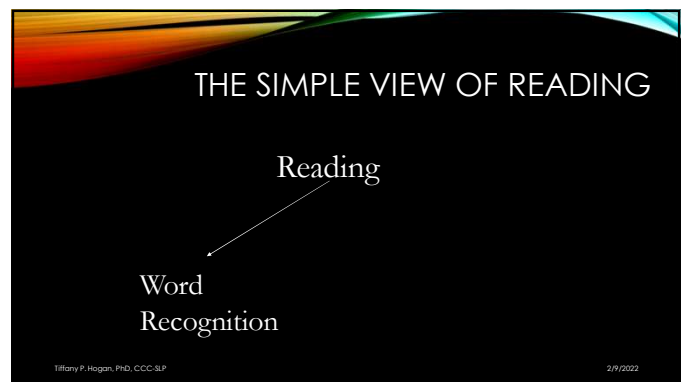 THE SIMPLE VIEW OF READING
Reading
Word
Recognition
Tiffany P. Hogan, PhD, CCC-SLP
2/9/2022